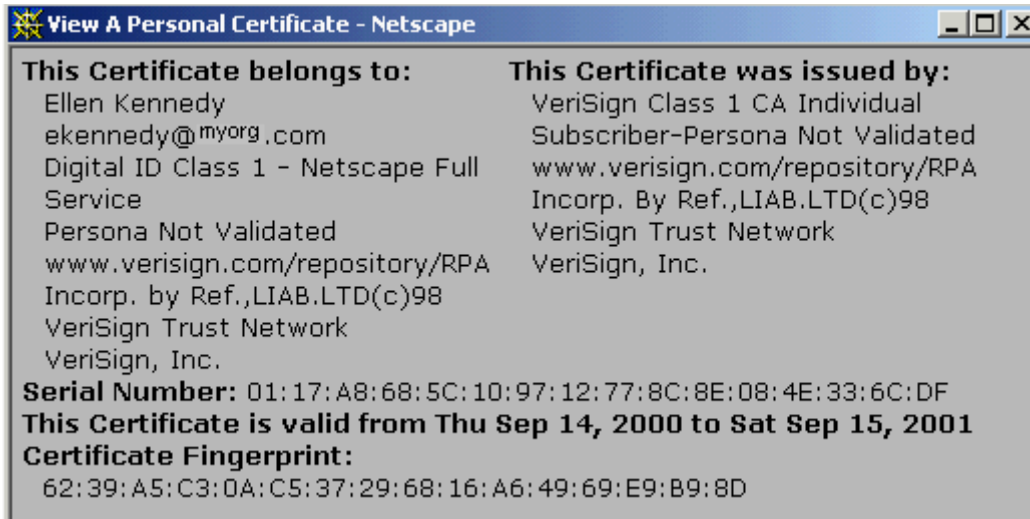 View A Personal Certificate - Netscape
This Certificate belongs to:
Ellen Kennedy
ekennedy@myorg.com
Digital ID Class 1 - Netscape Full
Service
Persona Not Validated
www.verisign.com/repository/RPA
Incorp. by Ref.,LIAB.LTD(c)98
VeriSign Trust Network
VeriSign, Inc.
This Certificate was issued by:
VeriSign Class 1 CA Individual
Subscriber-Persona Not Validated
www.verisign.com/repository/RPA
Incorp. By Ref.,LIAB.LTD(c)98
VeriSign Trust Network
VeriSign, Inc.
Serial Number: 01:17:A8:68:5C:10:97:12:77:8C:8E:08:4E:33:6C:DF
This Certificate is valid from Thu Sep 14, 2000 to Sat Sep 15, 2001
Certificate Fingerprint:
62:39:A5:C3:0A:C5:37:29:68:16:A6:49:69:E9:B9:8D